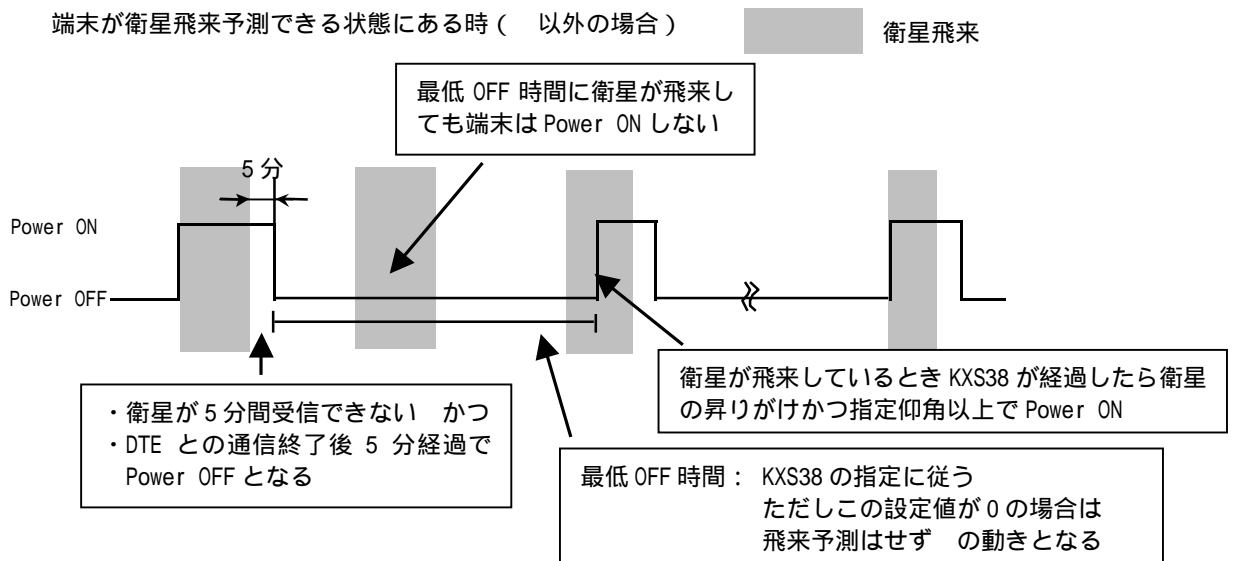 端末が衛星飛来予測できる状態にある時(　以外の場合)
衛星飛来
最低 OFF 時間に衛星が飛来し
ても端末は Power ON しない
5 分
Power ON
Power OFF
衛星が飛来しているとき KXS38 が経過したら衛星
の昇りがけかつ指定仰角以上で Power ON
・衛星が 5 分間受信できない　かつ
・DTE との通信終了後 5 分経過で
Power OFF となる
最低 OFF 時間： KXS38 の指定に従う
ただしこの設定値が 0 の場合は
飛来予測はせず　の動きとなる